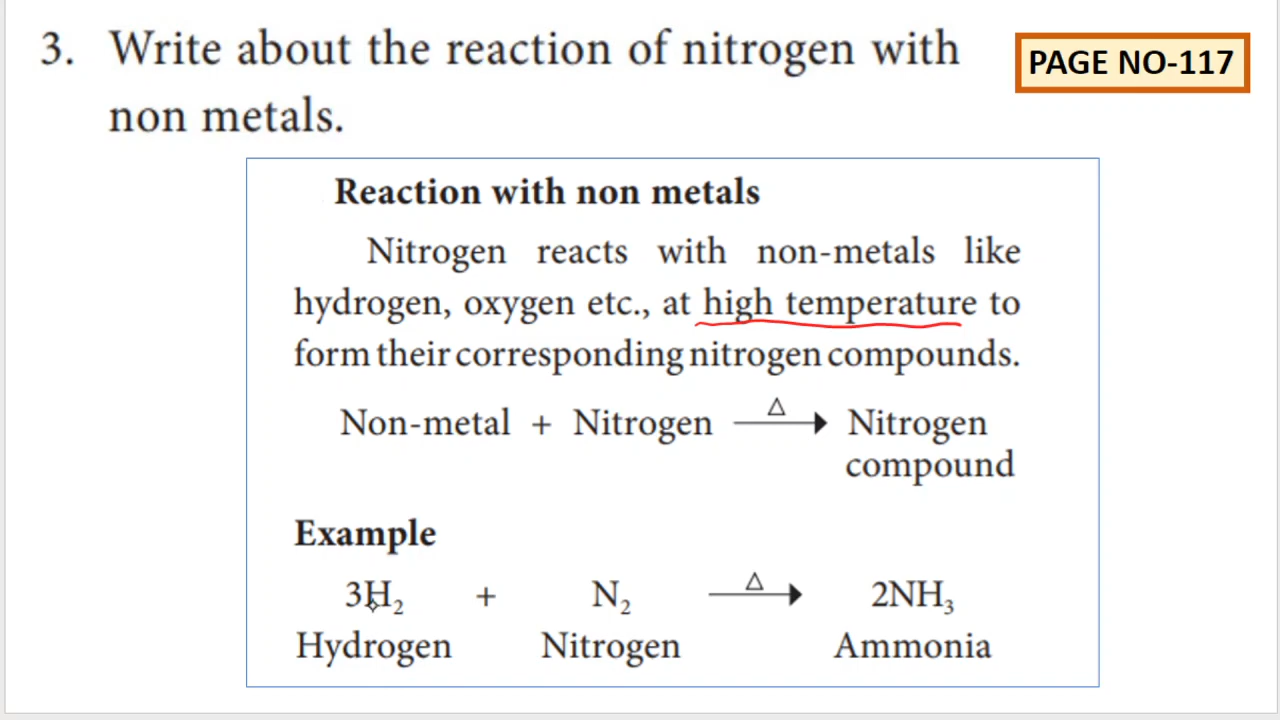 3. Write about the reaction of nitrogen with
non metals.
PAGE NO-117
Reaction with non metals
Nitrogen reacts with non-metals like
hydrogen, oxygen etc., at high temperature to
form their corresponding nitrogen compounds.
Non-metal + Nitrogen —Δ→ Nitrogen
compound
Example
3H₂ + N₂ —Δ→ 2NH₃
Hydrogen Nitrogen Ammonia